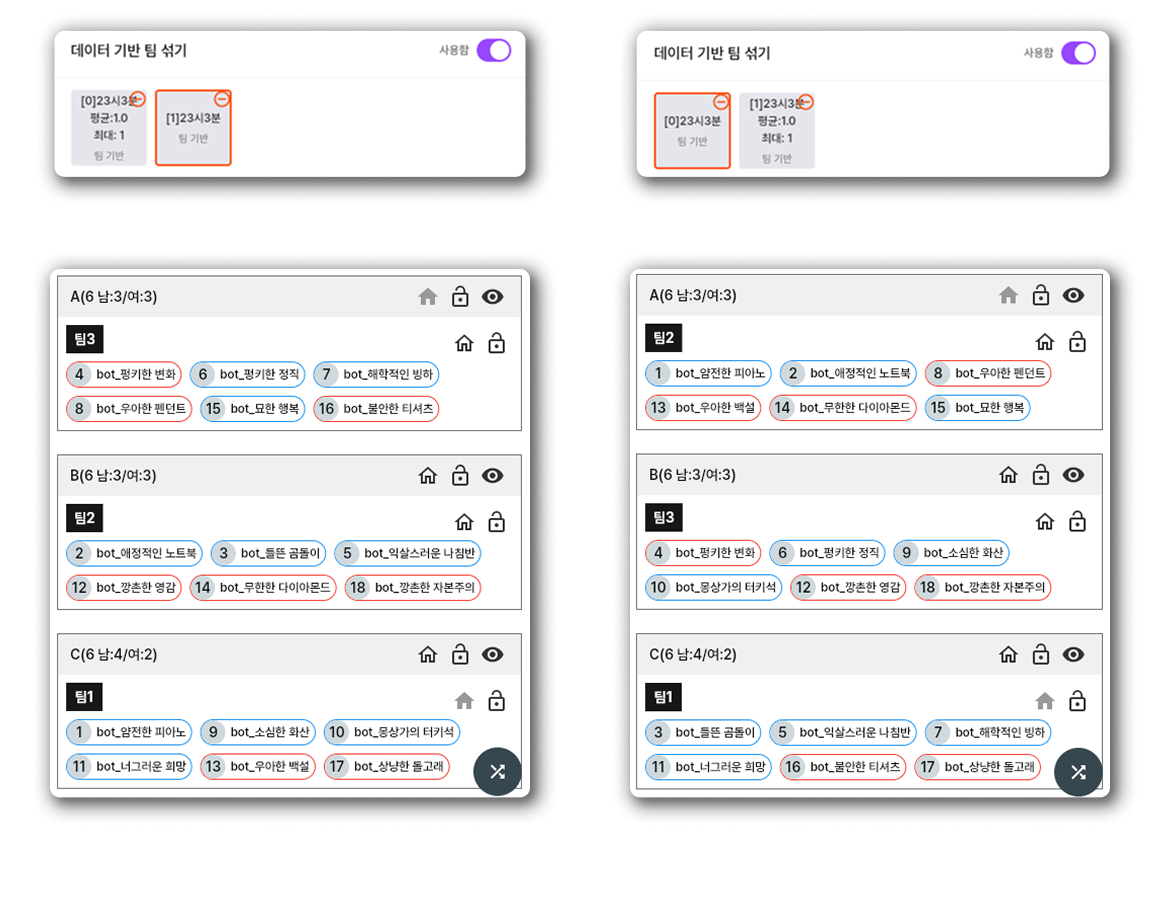 데이터 기반 팀 섞기 사용함
[0]23시3분
평균:1.0
최대: 1
팀 기반
[1]23시3분
팀 기반
데이터 기반 팀 섞기 사용함
[0]23시3분
팀 기반
[1]23시3분
평균:1.0
최대: 1
팀 기반
A(6 남:3/여:3)
팀3
4 bot_펑키한 변화 6 bot_펑키한 정직 7 bot_해학적인 빙하
8 bot_우아한 펜던트 15 bot_묘한 행복 16 bot_불안한 티셔츠
B(6 남:3/여:3)
팀2
2 bot_애정적인 노트북 3 bot_들뜬 곰돌이 5 bot_익살스러운 나침반
12 bot_깡촌한 영감 14 bot_무한한 다이아몬드 18 bot_깡촌한 자본주의
C(6 남:4/여:2)
팀1
1 bot_얌전한 피아노 9 bot_소심한 화산 10 bot_몽상가의 터키석
11 bot_너그러운 희망 13 bot_우아한 백설 17 bot_상냥한 돌고래
A(6 남:3/여:3)
팀2
1 bot_얌전한 피아노 2 bot_애정적인 노트북 8 bot_우아한 펜던트
13 bot_우아한 백설 14 bot_무한한 다이아몬드 15 bot_묘한 행복
B(6 남:3/여:3)
팀3
4 bot_펑키한 변화 6 bot_펑키한 정직 9 bot_소심한 화산
10 bot_몽상가의 터키석 12 bot_깡촌한 영감 18 bot_깡촌한 자본주의
C(6 남:4/여:2)
팀1
3 bot_들뜬 곰돌이 5 bot_익살스러운 나침반 7 bot_해학적인 빙하
11 bot_너그러운 희망 16 bot_불안한 티셔츠 17 bot_상냥한 돌고래